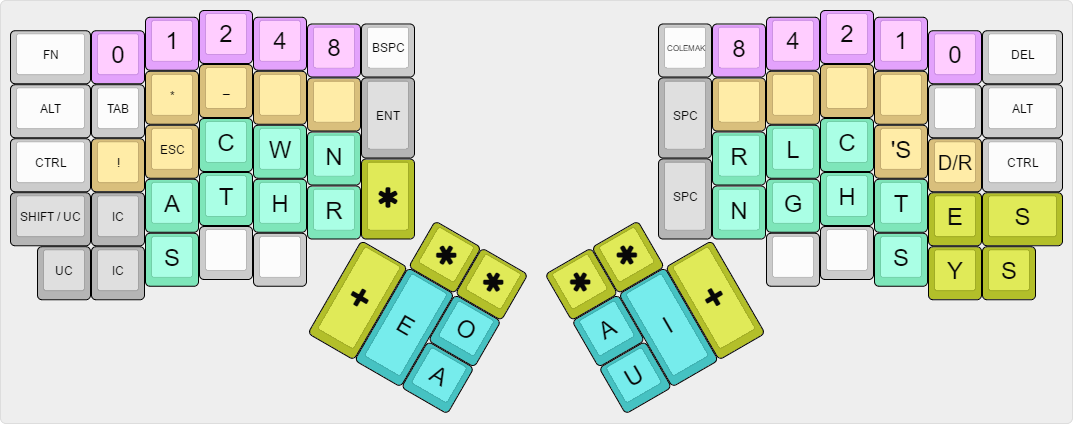 FN 0 1 2 4 8 BSPC COLEMAK 8 4 2 1 0 DEL
ALT TAB * _ ENT SPC ALT
CTRL ! ESC C W N R L C 'S D/R CTRL
SHIFT / UC IC A T H R * SPC N G H T E S
UC IC S * * * * S Y S
+ E O A I +
A U